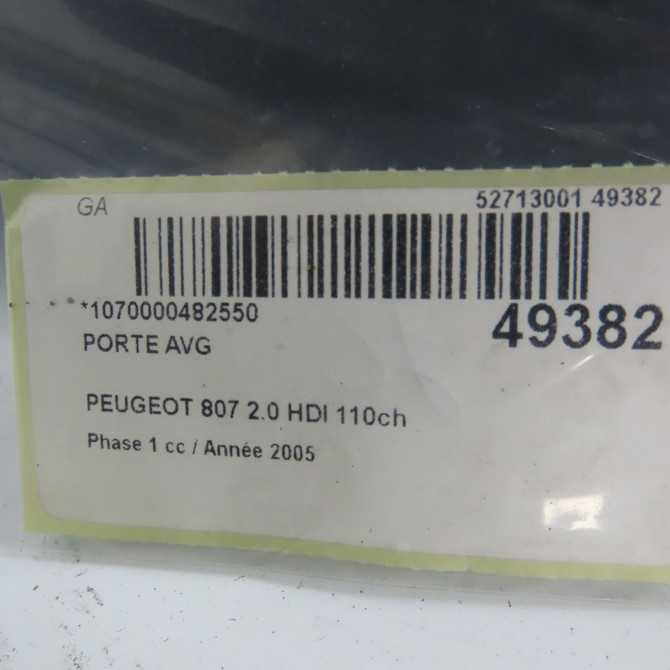 GA
52713001 49382
*1070000482550
49382
PORTE AVG
PEUGEOT 807 2.0 HDI 110ch
Phase 1 cc / Année 2005